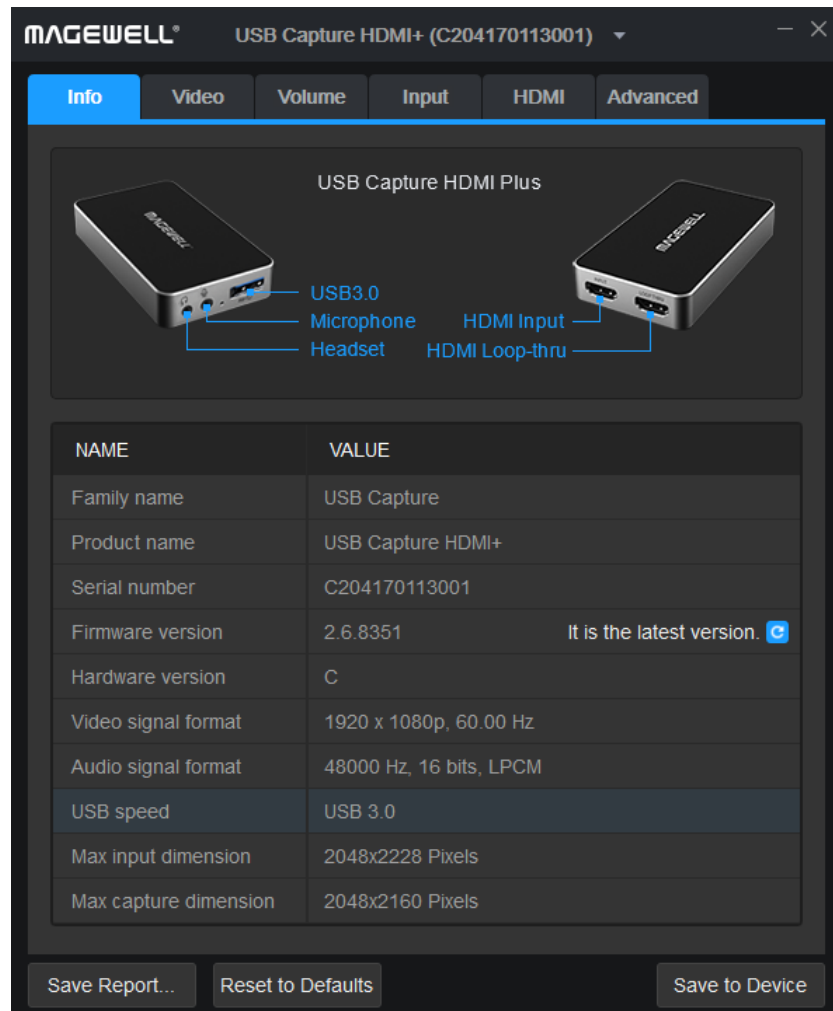 MAGEWELL® USB Capture HDMI+ (C204170113001)
Info Video Volume Input HDMI Advanced
USB Capture HDMI Plus
MAGEWELL
MAGEWELL
USB3.0
Microphone HDMI Input
Headset HDMI Loop-thru
NAME VALUE
Family name USB Capture
Product name USB Capture HDMI+
Serial number C204170113001
Firmware version 2.6.8351 It is the latest version.
Hardware version C
Video signal format 1920 x 1080p, 60.00 Hz
Audio signal format 48000 Hz, 16 bits, LPCM
USB speed USB 3.0
Max input dimension 2048x2228 Pixels
Max capture dimension 2048x2160 Pixels
Save Report... Reset to Defaults Save to Device